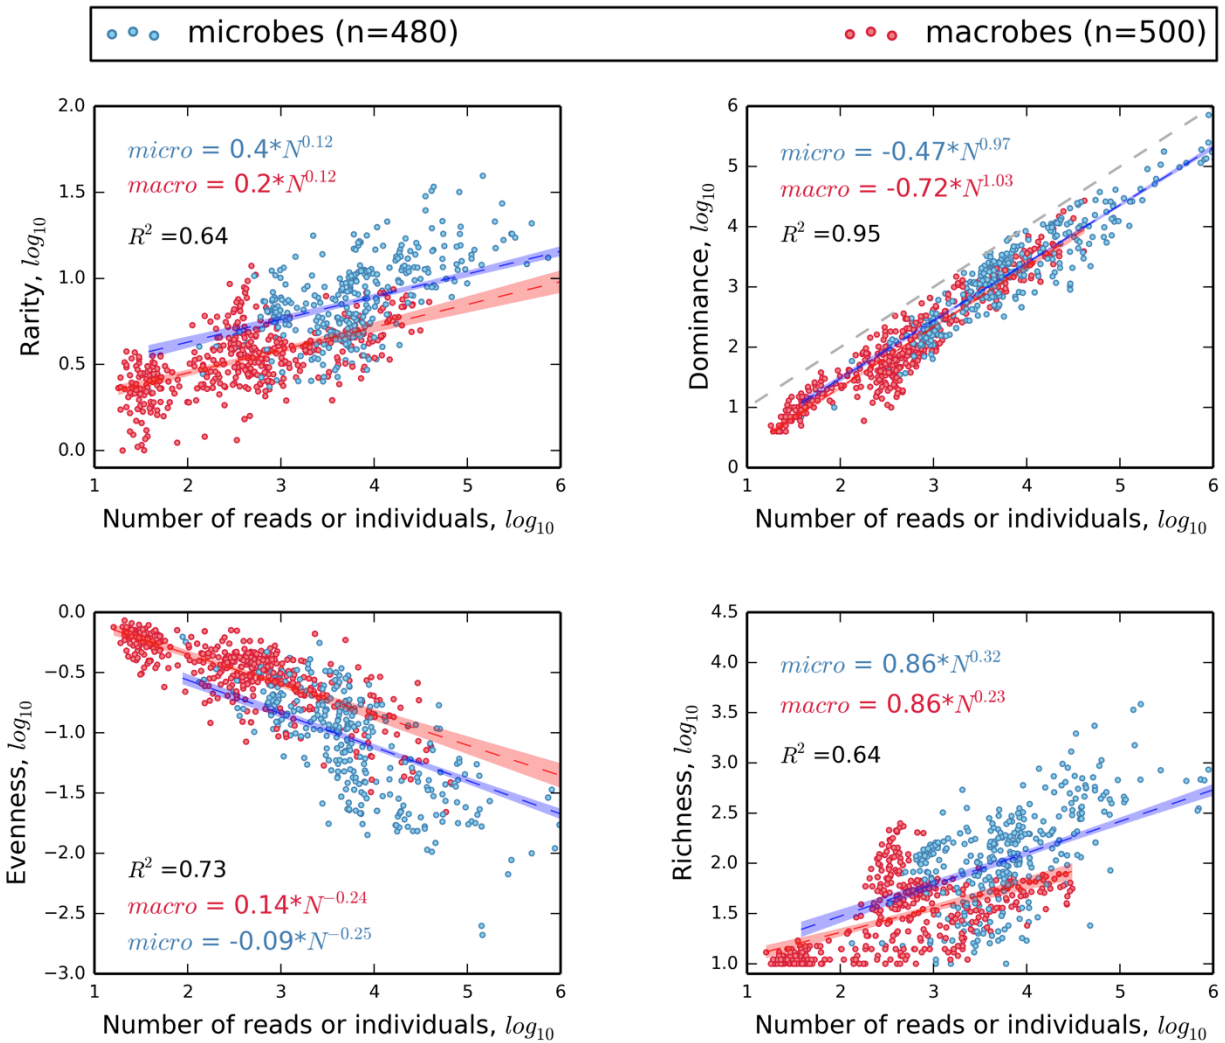 microbes (n=480) macrobes (n=500)
2.0
1.5
1.0
0.5
0.0
Rarity, log10
micro = 0.4*N^0.12
macro = 0.2*N^0.12
R^2 =0.64
1 2 3 4 5 6
Number of reads or individuals, log10
6
5
4
3
2
1
0
Dominance, log10
micro = -0.47*N^0.97
macro = -0.72*N^1.03
R^2 =0.95
1 2 3 4 5 6
Number of reads or individuals, log10
0.0
−0.5
−1.0
−1.5
−2.0
−2.5
−3.0
Evenness, log10
R^2 =0.73
macro = 0.14*N^−0.24
micro = -0.09*N^−0.25
1 2 3 4 5 6
Number of reads or individuals, log10
4.5
4.0
3.5
3.0
2.5
2.0
1.5
1.0
Richness, log10
micro = 0.86*N^0.32
macro = 0.86*N^0.23
R^2 =0.64
1 2 3 4 5 6
Number of reads or individuals, log10